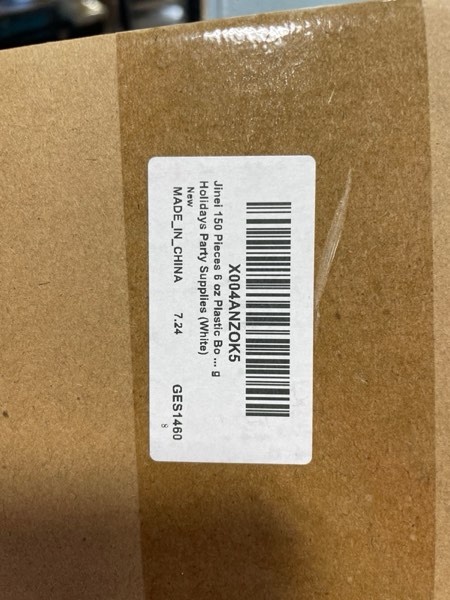 X004ANZOK5
Jinei 150 Pieces 6 oz Plastic Bo ... g
Holidays Party Supplies (White)
New
MADE_IN_CHINA 7.24 GES1460
8